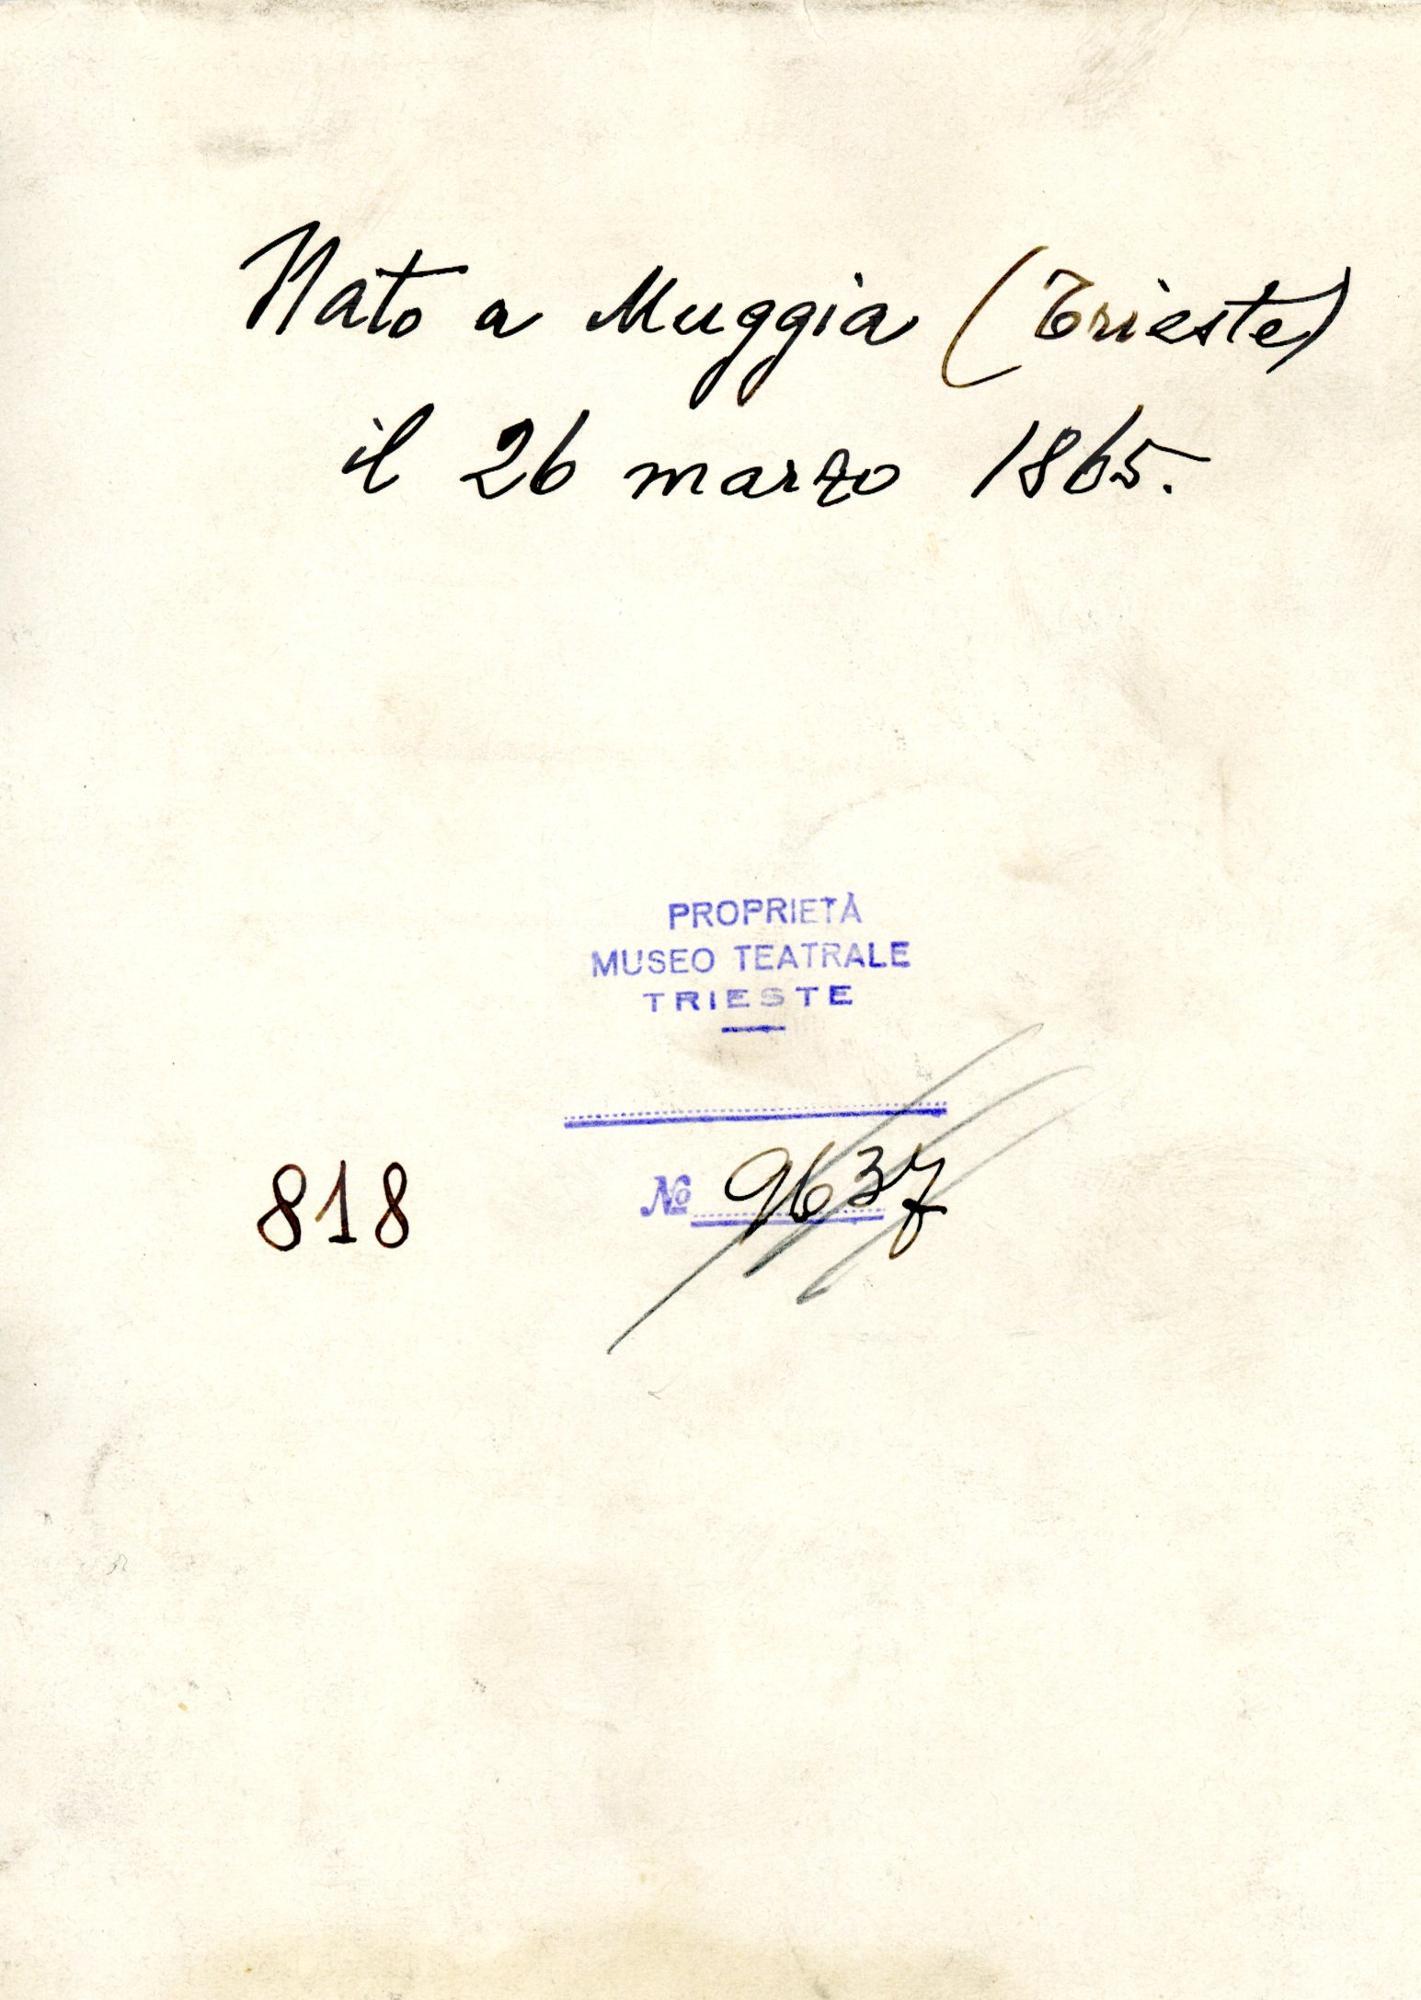 Nato a Muggia (Trieste)
il 26 marzo 1865.
PROPRIETÀ
MUSEO TEATRALE
TRIESTE
818
№ 9637